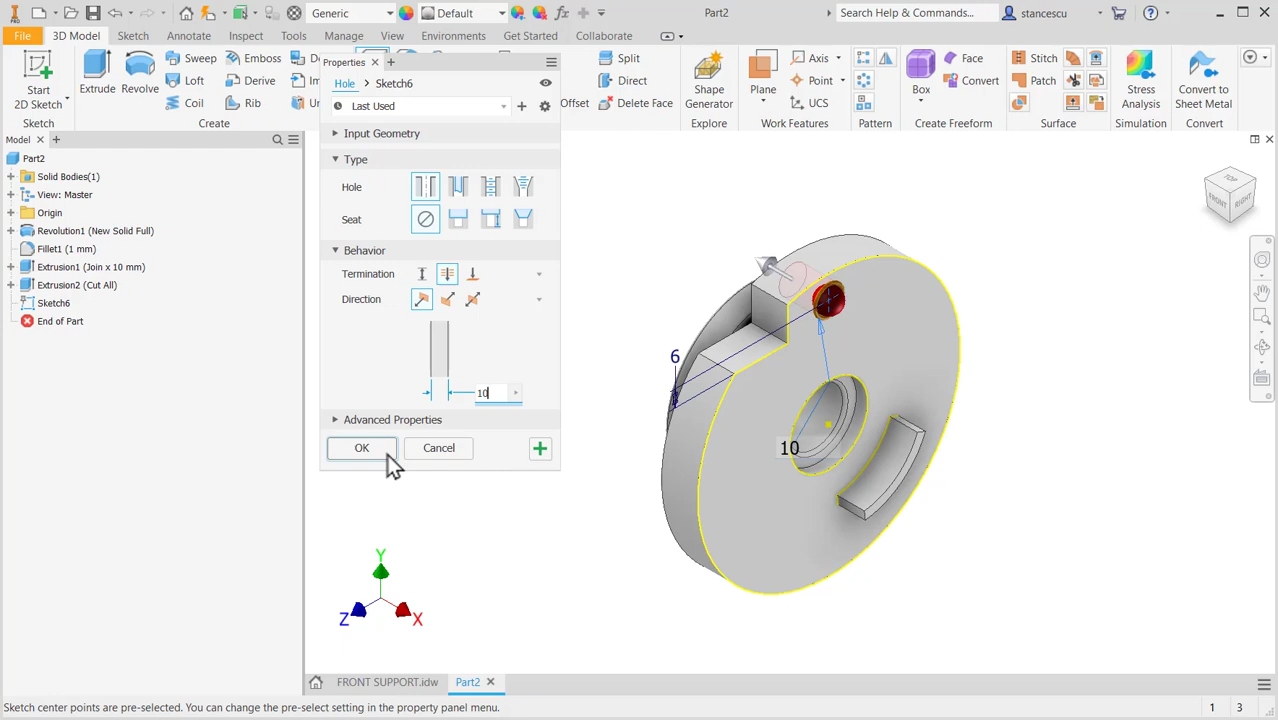 Generic
Default
Part2
Search Help & Commands...
stancescu
File
3D Model
Sketch
Annotate
Inspect
Tools
Manage
View
Environments
Get Started
Collaborate
Start
2D Sketch
Extrude
Revolve
Sweep
Loft
Coil
Emboss
Derive
Rib
Split
Direct
Offset
Delete Face
Shape
Generator
Plane
Axis
Point
UCS
Box
Face
Convert
Stitch
Patch
Stress
Analysis
Convert to
Sheet Metal
Sketch
Create
Explore
Work Features
Pattern
Create Freeform
Surface
Simulation
Convert
Model
Part2
Solid Bodies(1)
View: Master
Origin
Revolution1 (New Solid Full)
Fillet1 (1 mm)
Extrusion1 (Join x 10 mm)
Extrusion2 (Cut All)
Sketch6
End of Part
Properties
Hole
Sketch6
Last Used
Input Geometry
Type
Hole
Seat
Behavior
Termination
Direction
10
Advanced Properties
OK
Cancel
6
10
TOP
FRONT
RIGHT
Y
Z
X
FRONT SUPPORT.idw
Part2
Sketch center points are pre-selected. You can change the pre-select setting in the property panel menu.
1
3